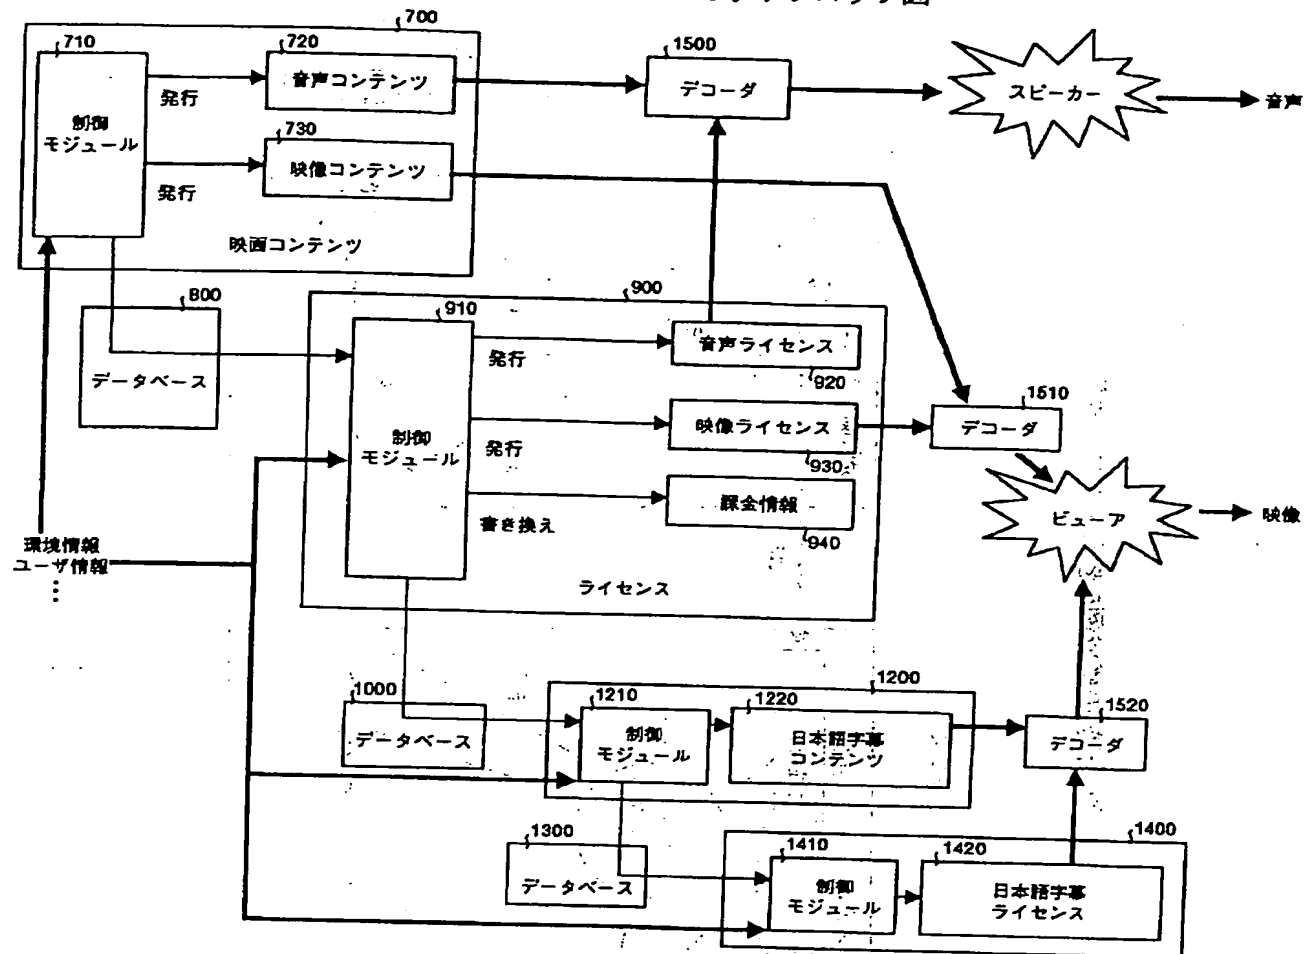 700
710
720
1500
音声コンテンツ
デコーダ
スピーカー
音声
発行
制御
モジュール
730
映像コンテンツ
発行
映画コンテンツ
800
900
910
音声ライセンス
発行
920
データベース
1510
映像ライセンス
デコーダ
制御
モジュール
発行
930
課金情報
ビューア
映像
書き換え
940
環境情報
ユーザ情報
⋮
ライセンス
1000
1200
1210
1220
1520
データベース
制御
モジュール
日本語字幕
コンテンツ
デコーダ
1300
1400
1410
1420
データベース
制御
モジュール
日本語字幕
ライセンス